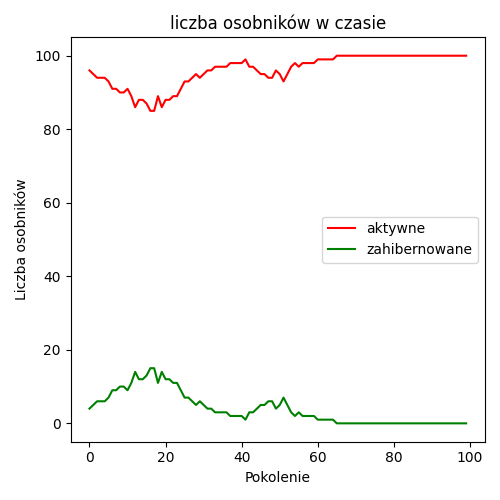 liczba osobników w czasie
Liczba osobników
100
80
60
40
20
0
aktywne
zahibernowane
0 20 40 60 80 100
Pokolenie